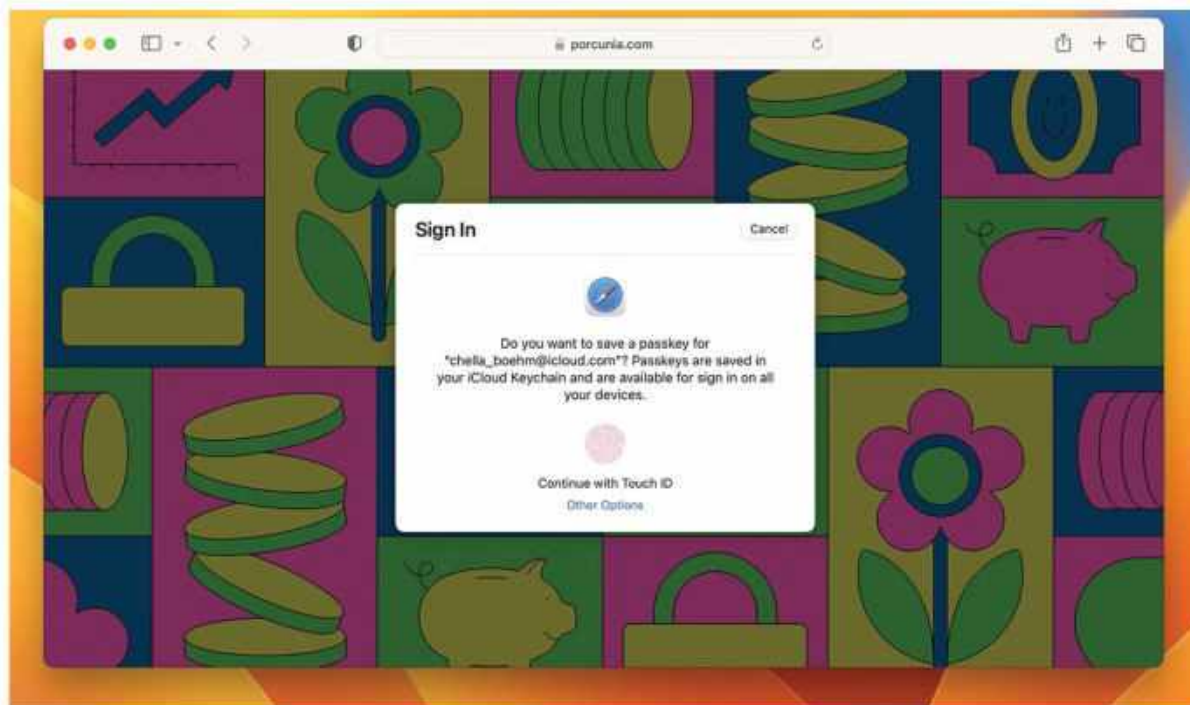 porcunia.com
Sign In
Cancel
Do you want to save a passkey for
"chella_boehm@icloud.com"? Passkeys are saved in
your iCloud Keychain and are available for sign in on all
your devices.
Continue with Touch ID
Other Options